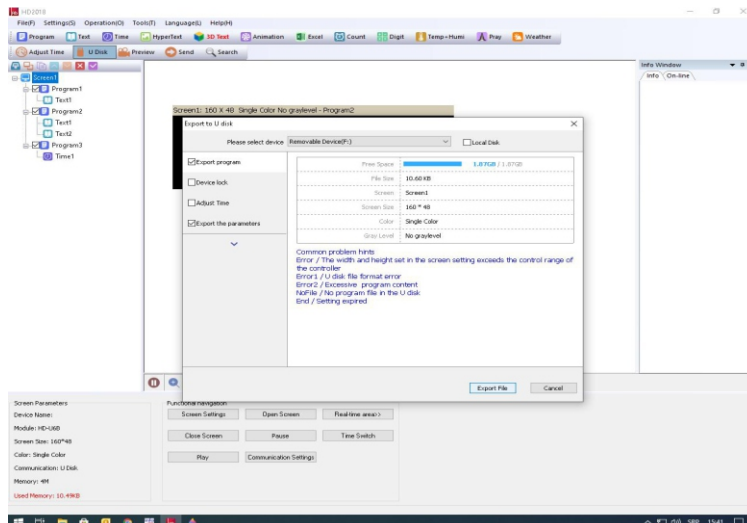 HD2019
File(F) Settings(S) Operation(O) Tools(T) Language(L) Help(H)
Program Text Time HyperText 3D Text Animation Excel Count Digit Temp+Humi Pray Weather
Adjust Time U Disk Preview Send Search
Screen1
Program1
Text1
Program2
Text1
Text2
Program3
Time1
Info Window
Info On-line
Screen1: 160 X 48 Single Color No graylevel - Program2
Export to U disk
Please select device Removable Device(F:) Local Disk
Export program
Device lock
Adjust Time
Export the parameters
Free Space 1.87GB / 1.87GB
File Size 10.60 KB
Screen Screen1
Screen Size 160 * 48
Color Single Color
Gray Level No graylevel
Common problem hints
Error / The width and height set in the screen setting exceeds the control range of
the controller
Error1 / U disk file format error
Error2 / Excessive program content
NoFile / No program file in the U disk
End / Setting expired
Export File Cancel
Screen Parameters
Device Name:
Module: HD-U6B
Screen Size: 160*48
Color: Single Color
Communication: U Disk
Memory: 4M
Used Memory: 10.49KB
Functional navigation
Screen Settings Open Screen Real-time area>>
Close Screen Pause Time Switch
Play Communication Settings
SRP 15:41